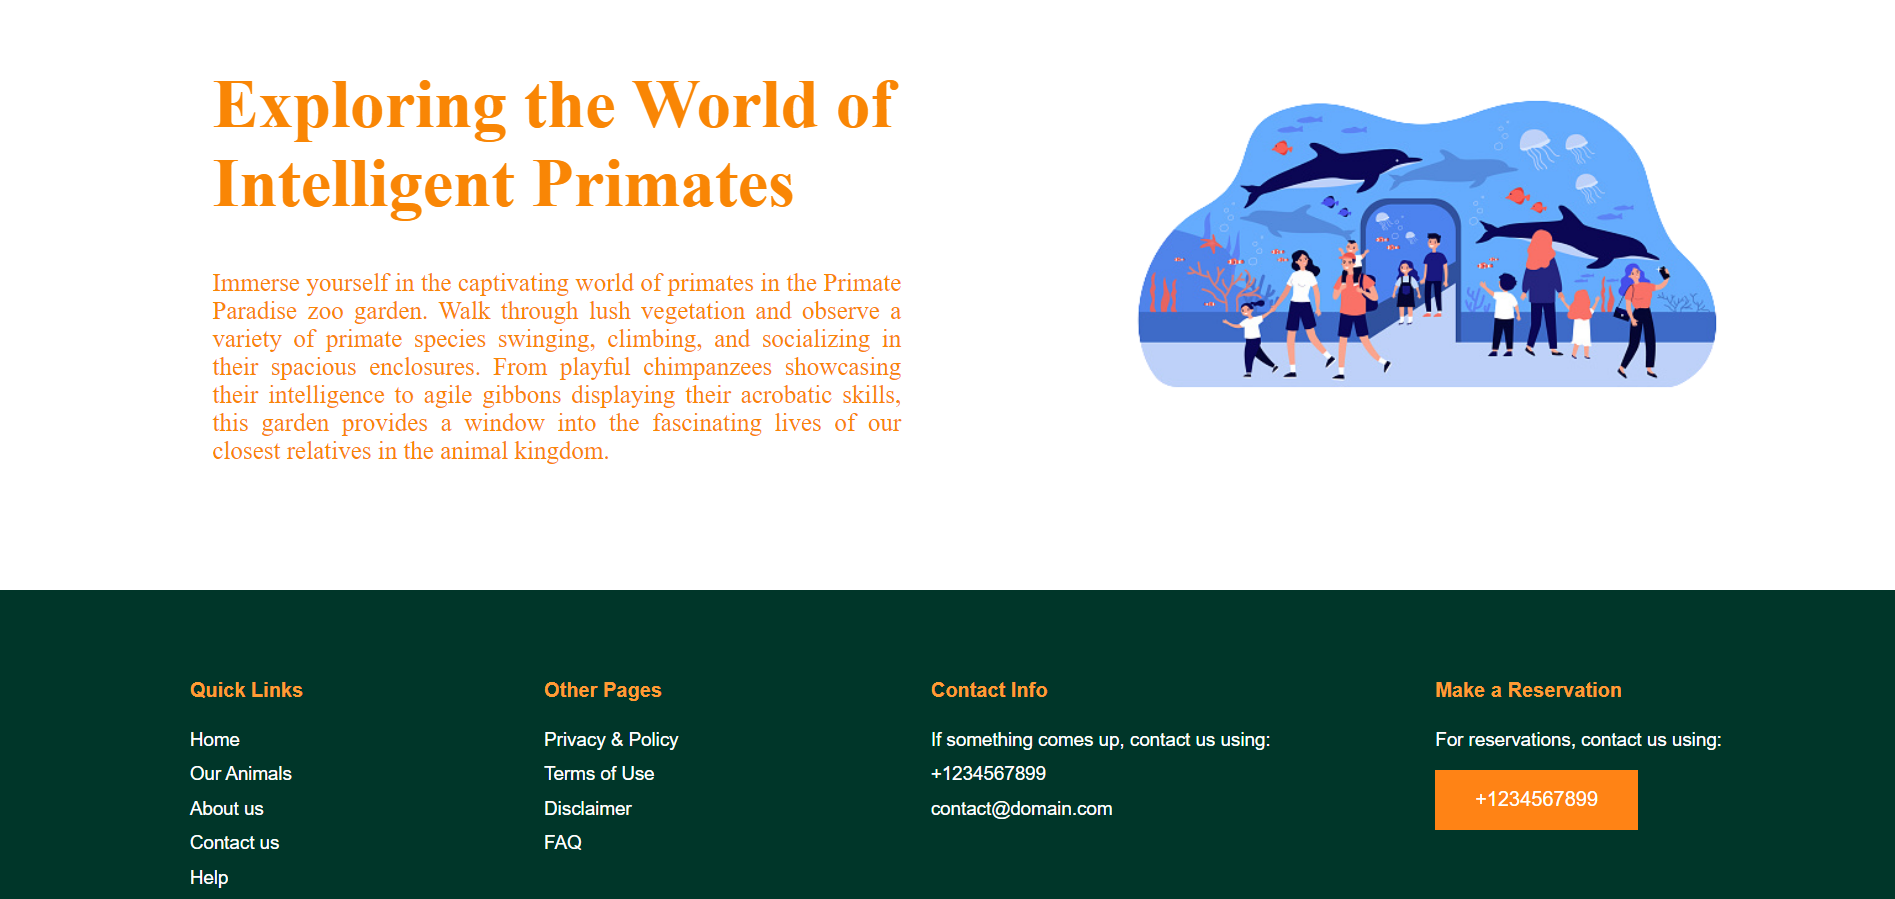 Exploring the World of
Intelligent Primates
Immerse yourself in the captivating world of primates in the Primate
Paradise zoo garden. Walk through lush vegetation and observe a
variety of primate species swinging, climbing, and socializing in
their spacious enclosures. From playful chimpanzees showcasing
their intelligence to agile gibbons displaying their acrobatic skills,
this garden provides a window into the fascinating lives of our
closest relatives in the animal kingdom.
Quick Links
Home
Our Animals
About us
Contact us
Help
Other Pages
Privacy & Policy
Terms of Use
Disclaimer
FAQ
Contact Info
If something comes up, contact us using:
+1234567899
contact@domain.com
Make a Reservation
For reservations, contact us using:
+1234567899